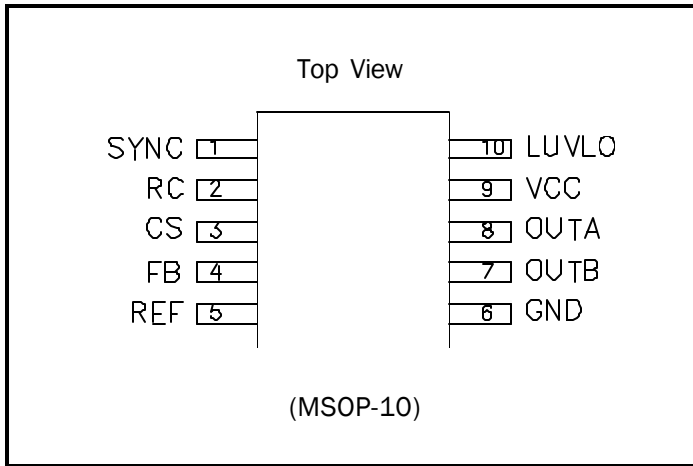 Top View
SYNC 1 10 LUVLO
RC 2 9 VCC
CS 3 8 OUTA
FB 4 7 OUTB
REF 5 6 GND
(MSOP-10)